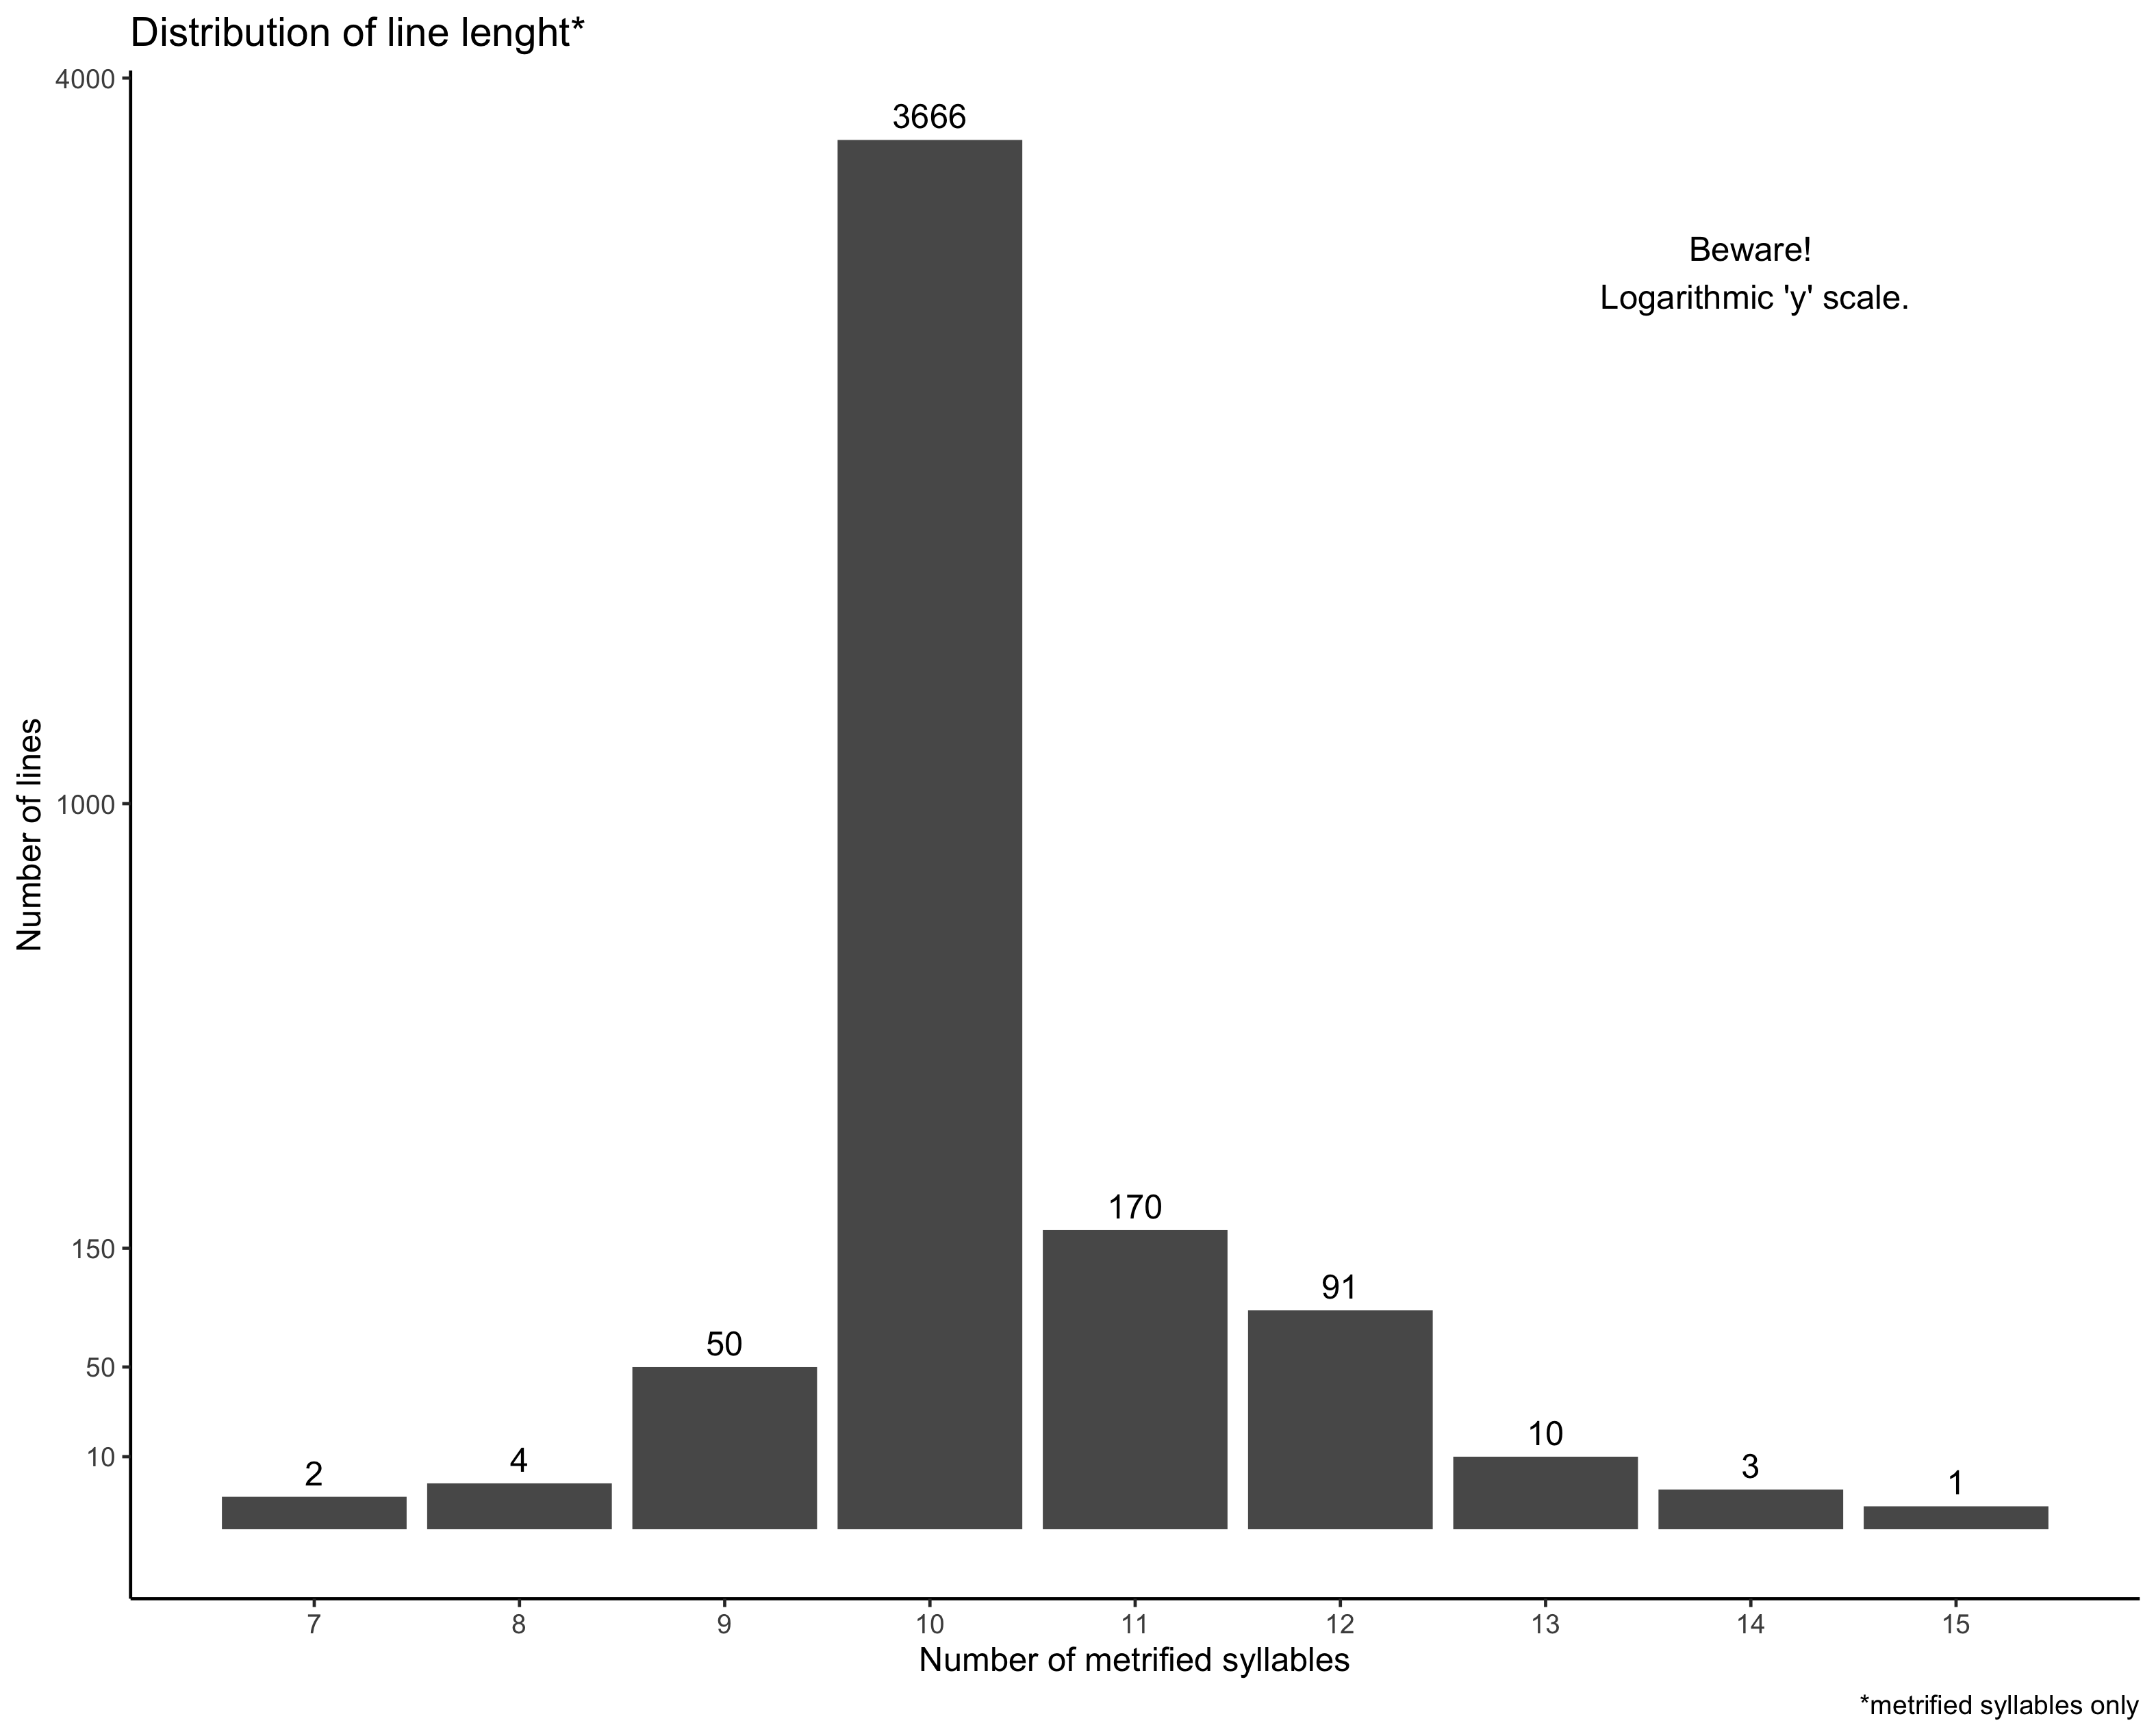 Distribution of line lenght*
4000
3666
Beware!
Logarithmic 'y' scale.
Number of lines
1000
170
150
91
50
50
10
10
2
4
3
1
7 8 9 10 11 12 13 14 15
Number of metrified syllables
*metrified syllables only